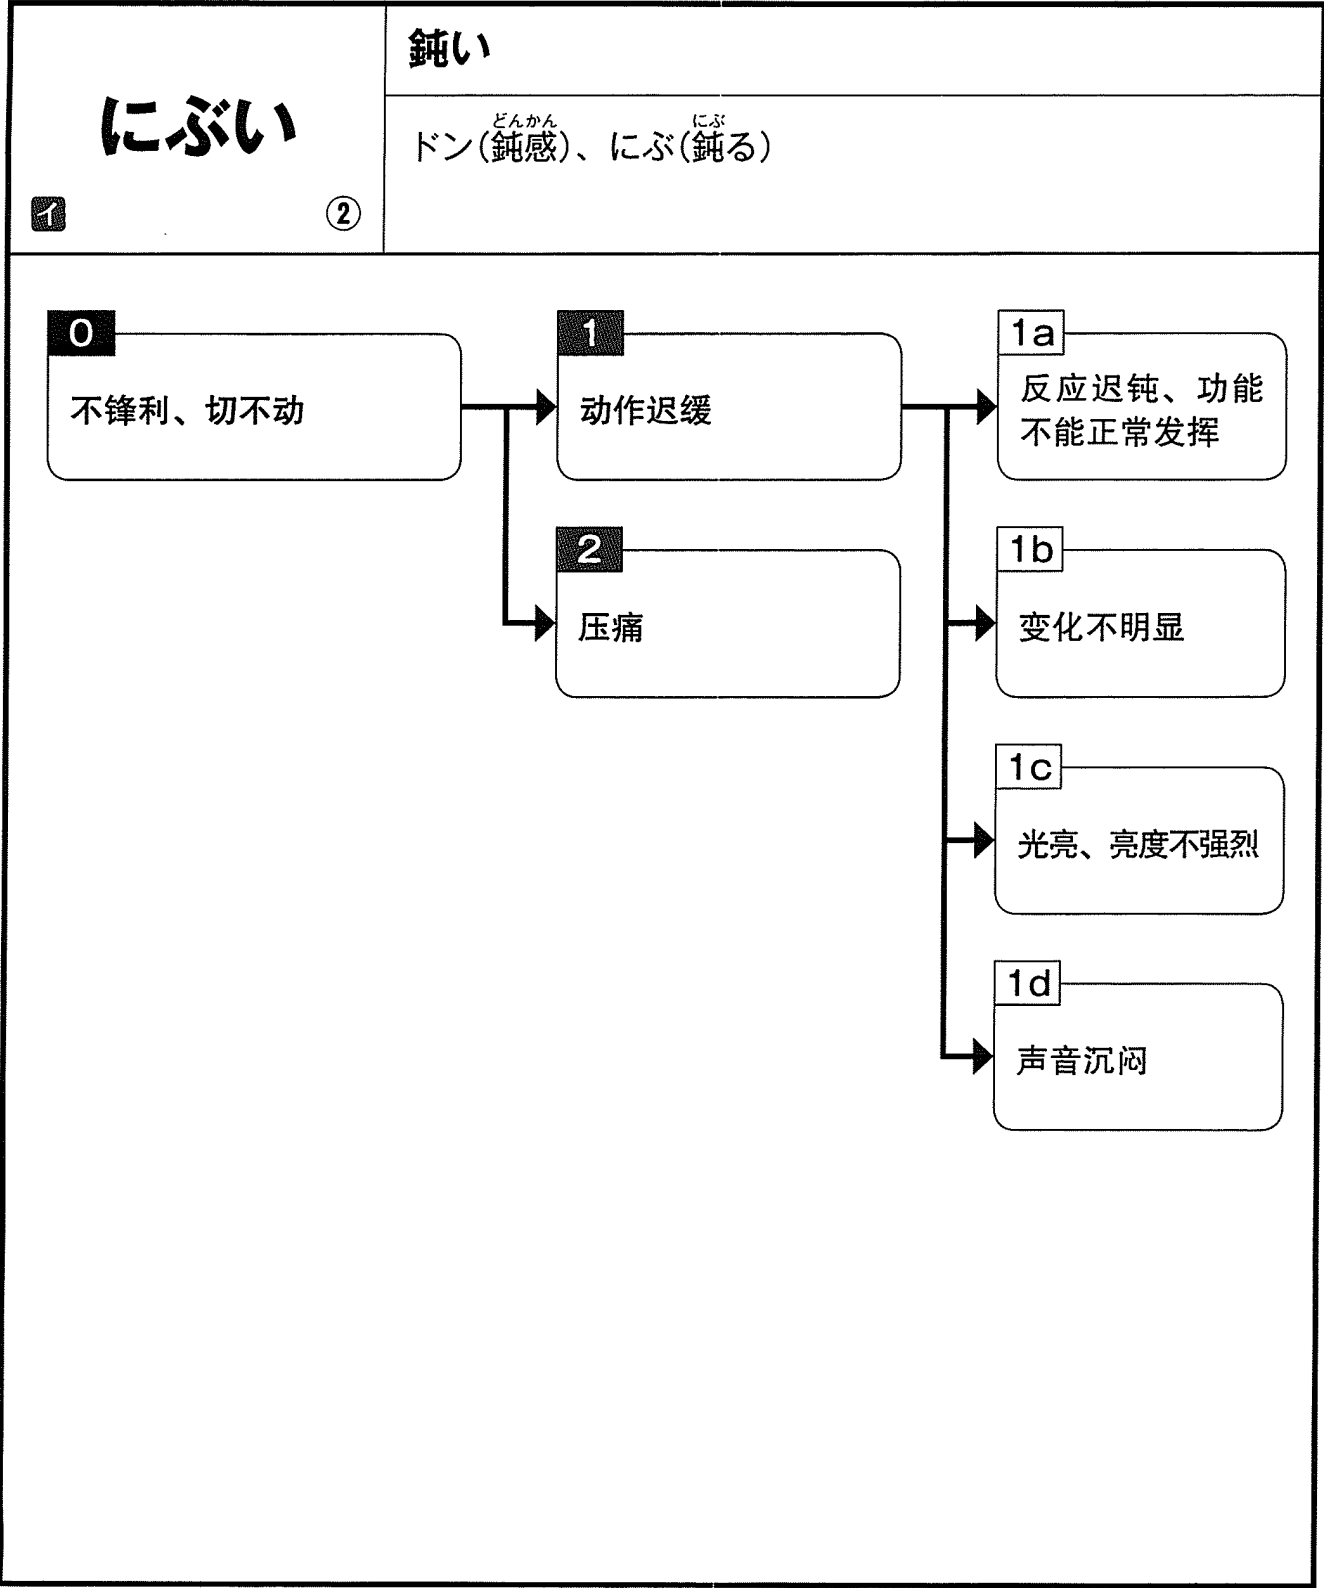 にぶい
イ
②
鈍い
どんかん にぶ
ドン(鈍感)、にぶ(鈍る)
0
不锋利、切不动
1
动作迟缓
1a
反应迟钝、功能
不能正常发挥
2
压痛
1b
变化不明显
1c
光亮、亮度不强烈
1d
声音沉闷